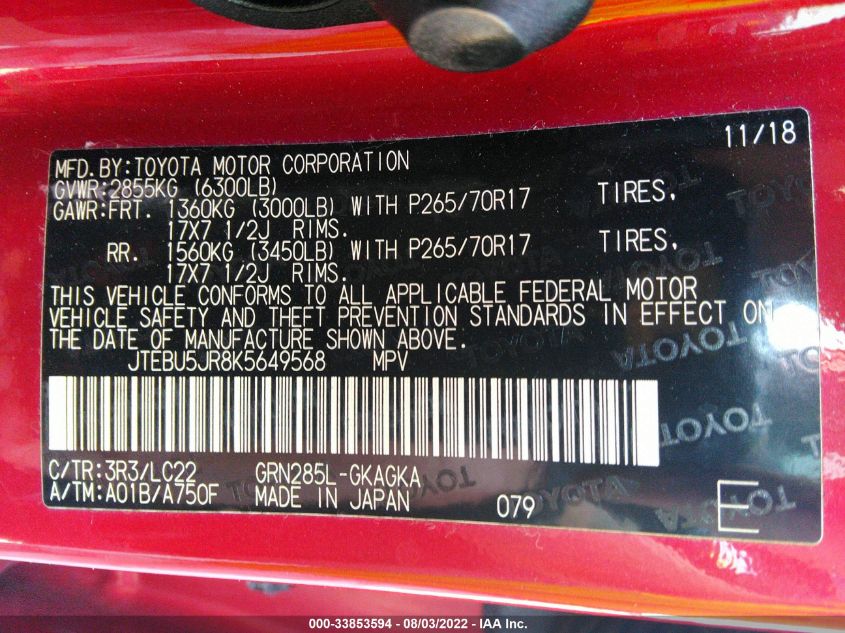 11/18
MFD.BY:TOYOTA MOTOR CORPORATION
GVWR:2855KG (6300LB)
GAWR:FRT. 1360KG (3000LB) WITH P265/70R17 TIRES,
17X7 1/2J RIMS.
RR. 1560KG (3450LB) WITH P265/70R17 TIRES,
17X7 1/2J RIMS.
THIS VEHICLE CONFORMS TO ALL APPLICABLE FEDERAL MOTOR
VEHICLE SAFETY AND THEFT PREVENTION STANDARDS IN EFFECT ON
THE DATE OF MANUFACTURE SHOWN ABOVE.
JTEBU5JR8K5649568 MPV
C/TR:3R3/LC22 GRN285L-GKAGKA
A/TM:A01B/A750F MADE IN JAPAN 079 E
TOYOTA
TOYOTA
TOYOTA
000-33853594 - 08/03/2022 - IAA Inc.